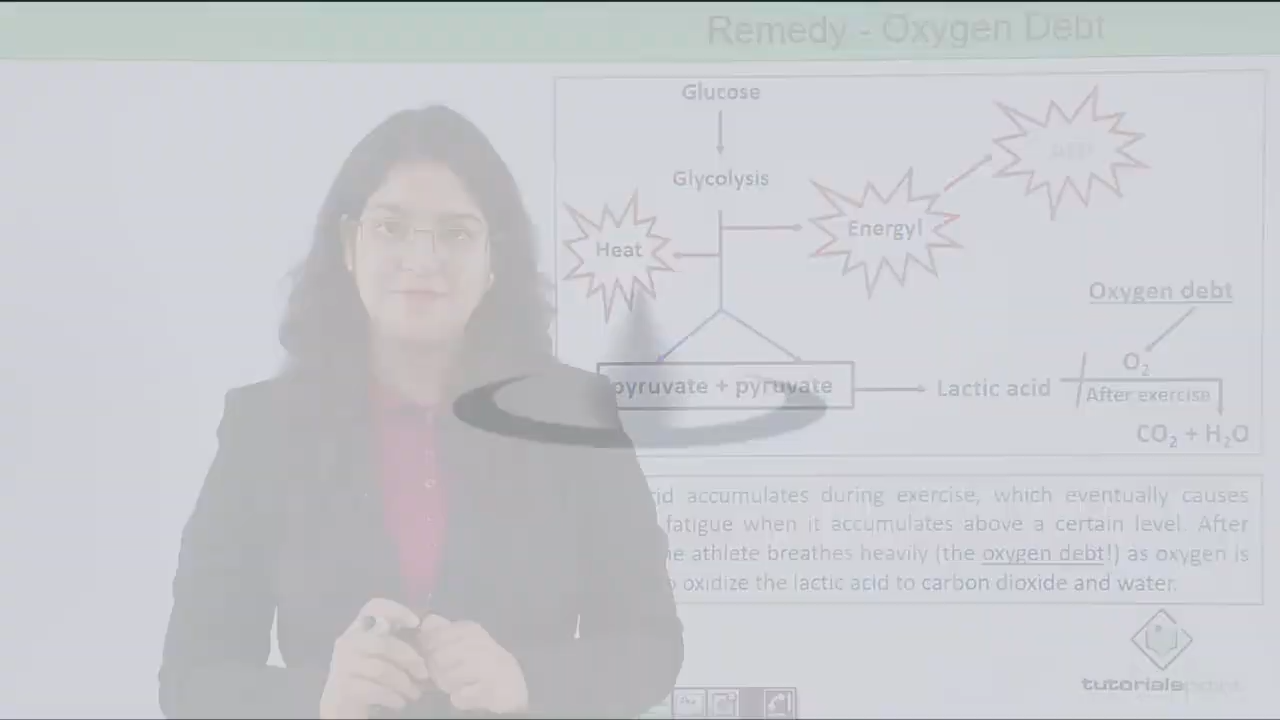 Remedy - Oxygen Debt
Glucose
Glycolysis
Heat
Energy!
Oxygen debt
O₂
pyruvate + pyruvate
Lactic acid
After exercise
CO₂ + H₂O
accumulates during exercise, which eventually causes
fatigue when it accumulates above a certain level. After
athlete breathes heavily (the oxygen debt!) as oxygen is
oxidize the lactic acid to carbon dioxide and water.
tutorialspoint